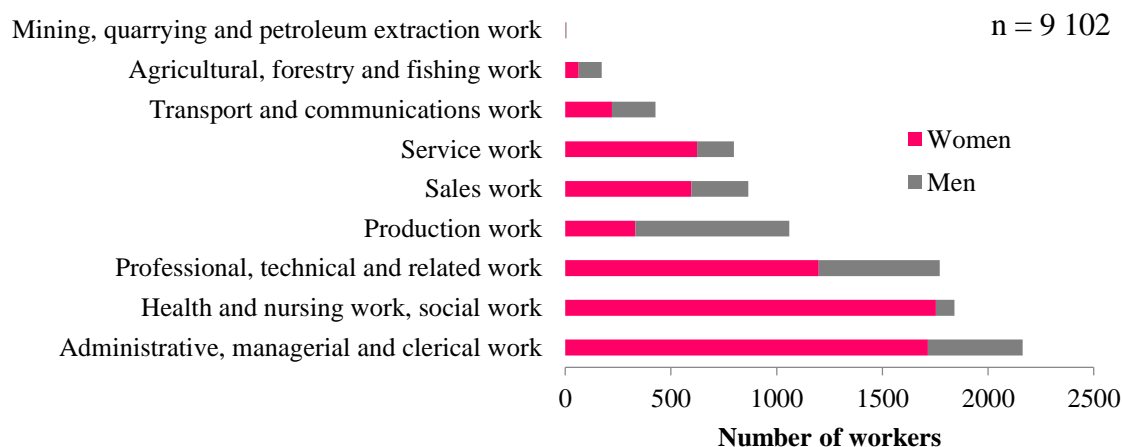 Mining, quarrying and petroleum extraction work
n = 9 102
Agricultural, forestry and fishing work
Transport and communications work
Service work
Sales work
Production work
Professional, technical and related work
Health and nursing work, social work
Administrative, managerial and clerical work
Women
Men
0 500 1000 1500 2000 2500
Number of workers